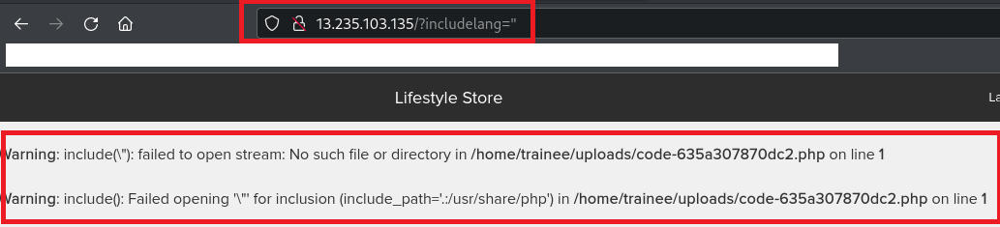 13.235.103.135/?includelang="
Lifestyle Store
La
Warning: include(\"): failed to open stream: No such file or directory in /home/trainee/uploads/code-635a307870dc2.php on line 1
Warning: include(): Failed opening '\"' for inclusion (include_path='.:/usr/share/php') in /home/trainee/uploads/code-635a307870dc2.php on line 1